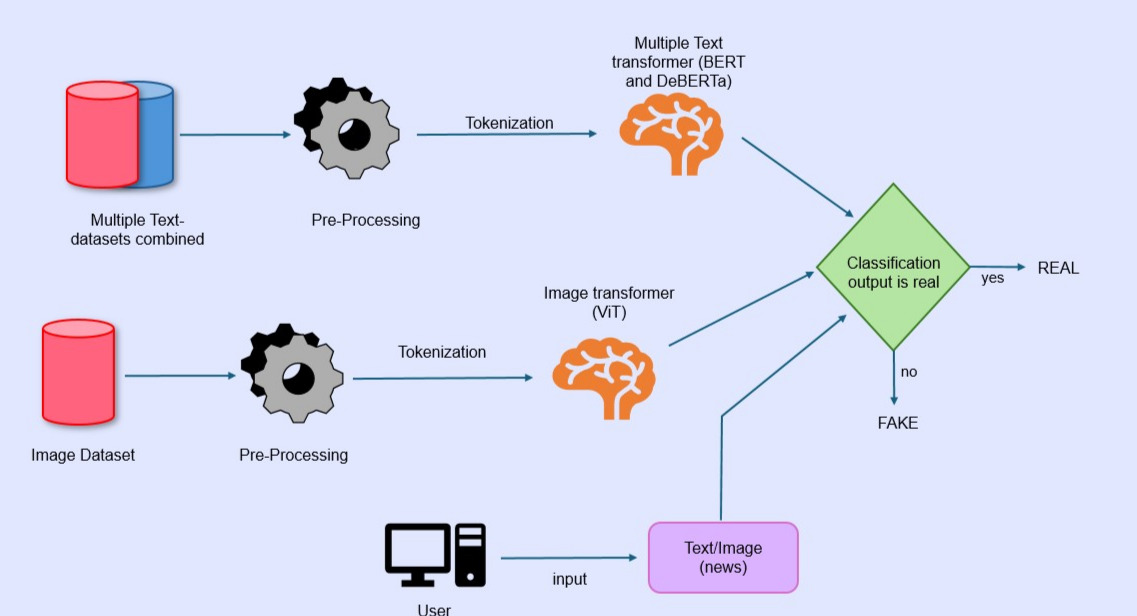 Multiple Text
transformer (BERT
and DeBERTa)
Tokenization
Multiple Text-
datasets combined
Pre-Processing
Classification
output is real
yes
REAL
Image transformer
(ViT)
Tokenization
no
FAKE
Image Dataset
Pre-Processing
Text/Image
(news)
input
User